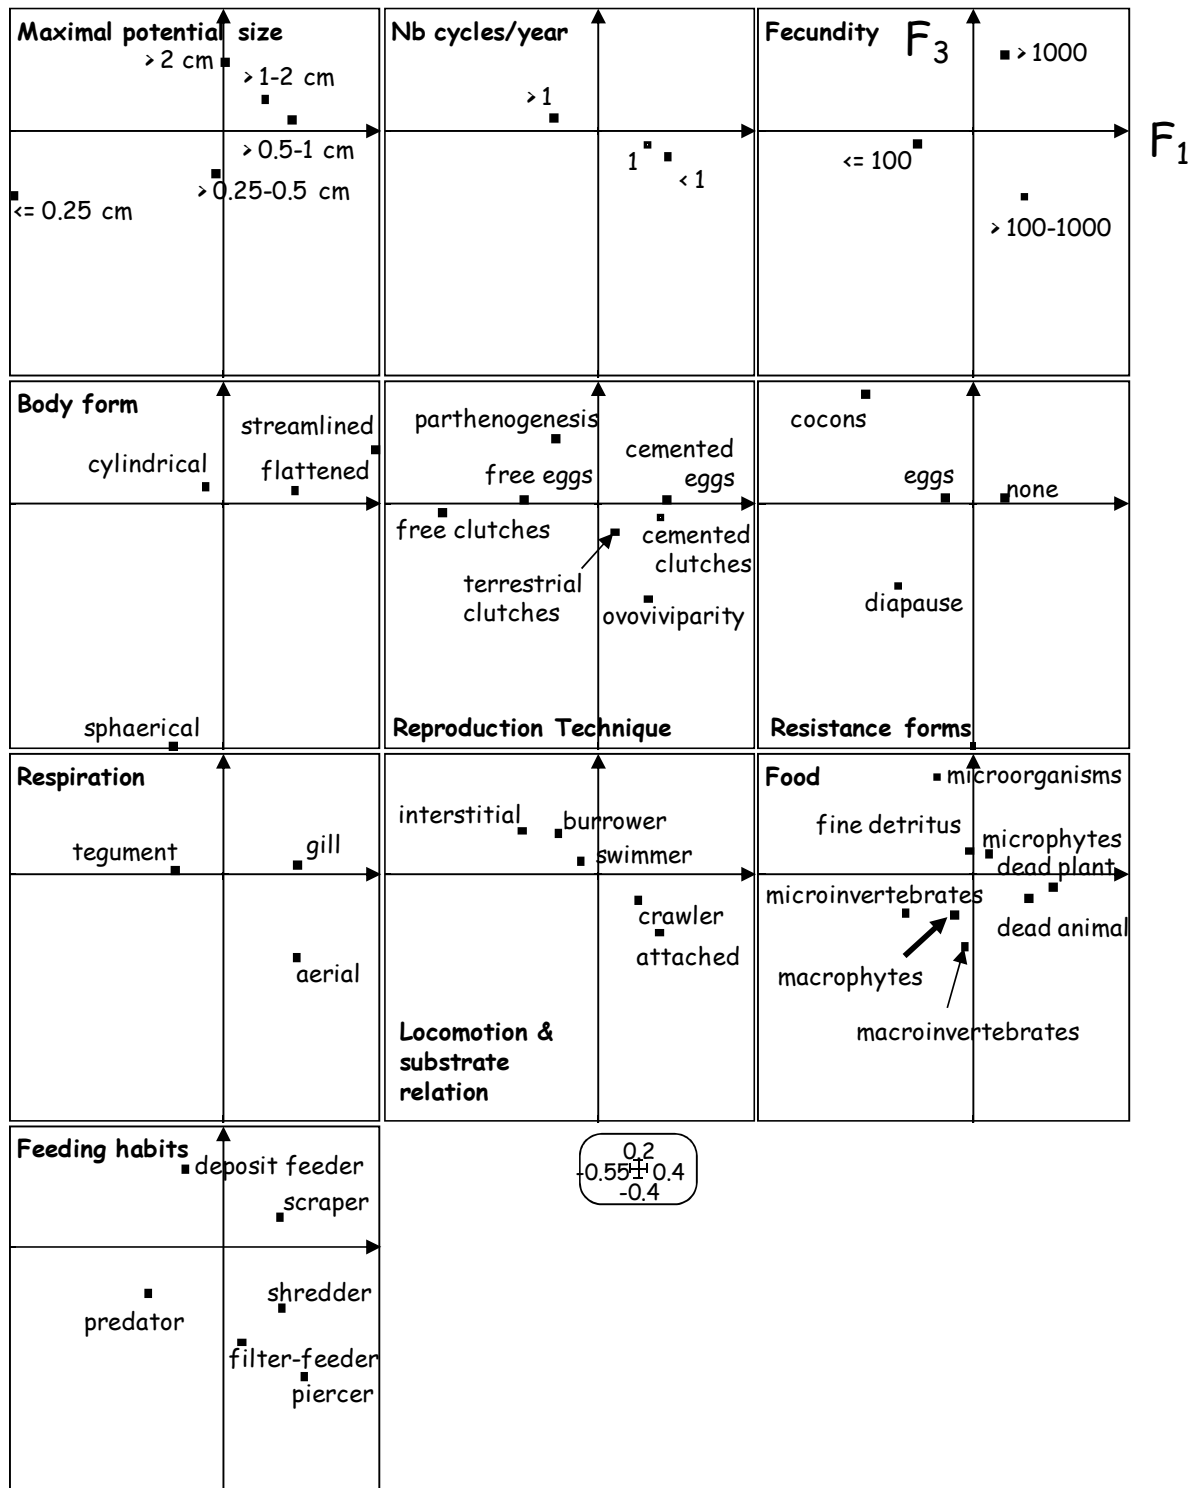 Maximal potential size
> 2 cm
> 1-2 cm
> 0.5-1 cm
> 0.25-0.5 cm
<= 0.25 cm
Nb cycles/year
> 1
1
< 1
Fecundity
F3
> 1000
<= 100
> 100-1000
F1
Body form
streamlined
cylindrical
flattened
sphaerical
parthenogenesis
cemented
eggs
free eggs
free clutches
cemented
clutches
terrestrial
clutches
ovoviviparity
Reproduction Technique
cocons
eggs
none
diapause
Resistance forms
Respiration
gill
tegument
aerial
interstitial
burrower
swimmer
crawler
attached
Locomotion &
substrate
relation
Food
microorganisms
fine detritus
microphytes
dead plant
microinvertebrates
dead animal
macrophytes
macroinvertebrates
Feeding habits
deposit feeder
scraper
shredder
predator
filter-feeder
piercer
0.2
-0.55
0.4
-0.4